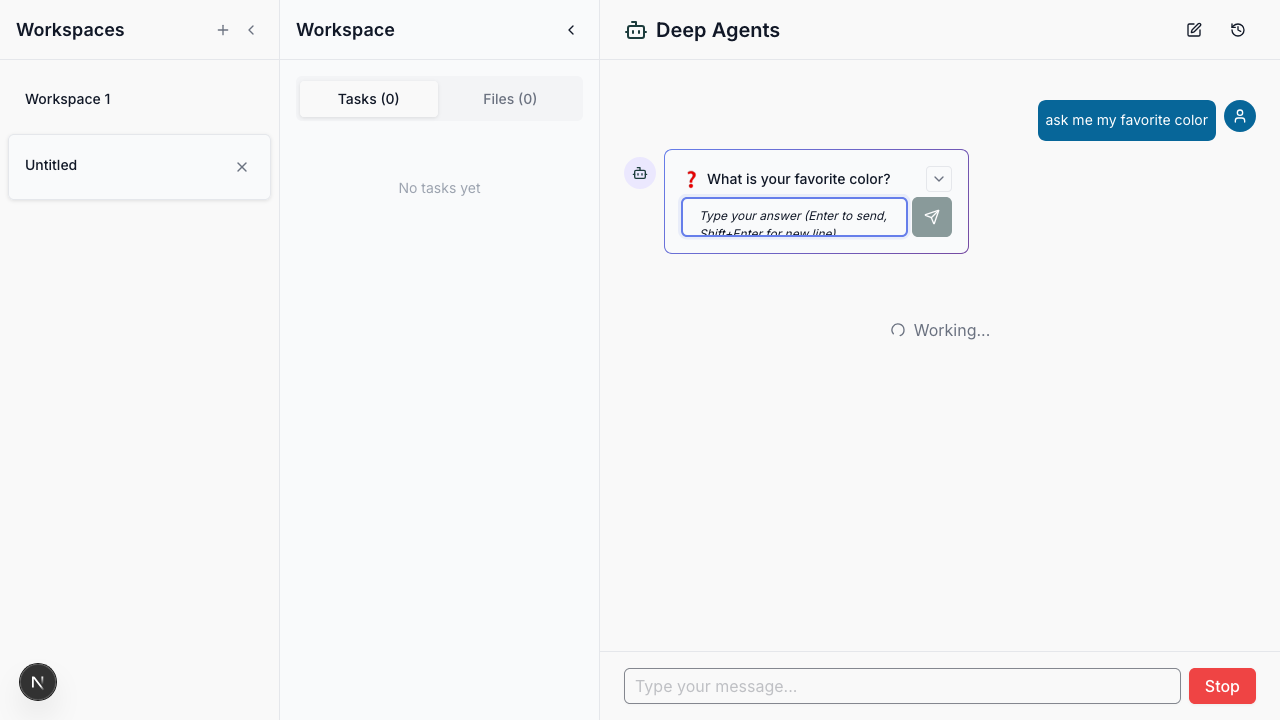 Workspaces
Workspace 1
Untitled
N
Workspace
Tasks (0)
Files (0)
No tasks yet
Deep Agents
ask me my favorite color
❓ What is your favorite color?
Type your answer (Enter to send,
Shift+Enter for new line)
Working...
Type your message...
Stop